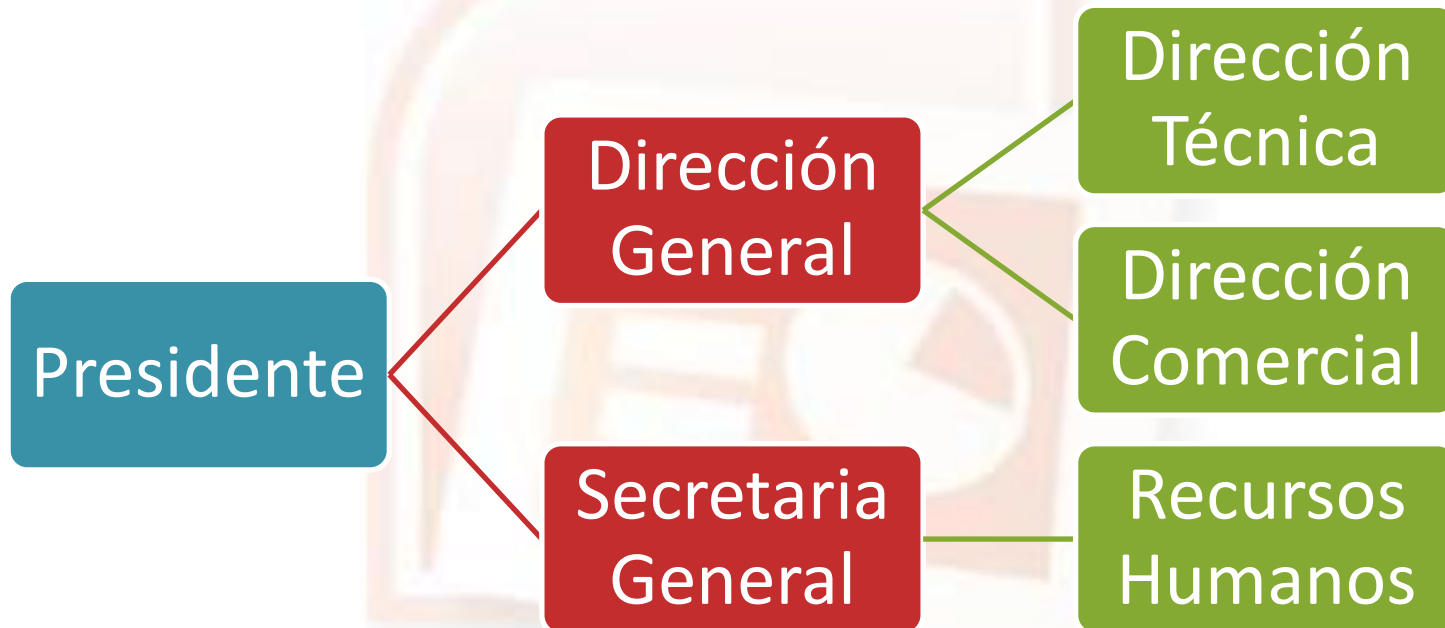 Presidente
Dirección
General
Secretaria
General
Dirección
Técnica
Dirección
Comercial
Recursos
Humanos